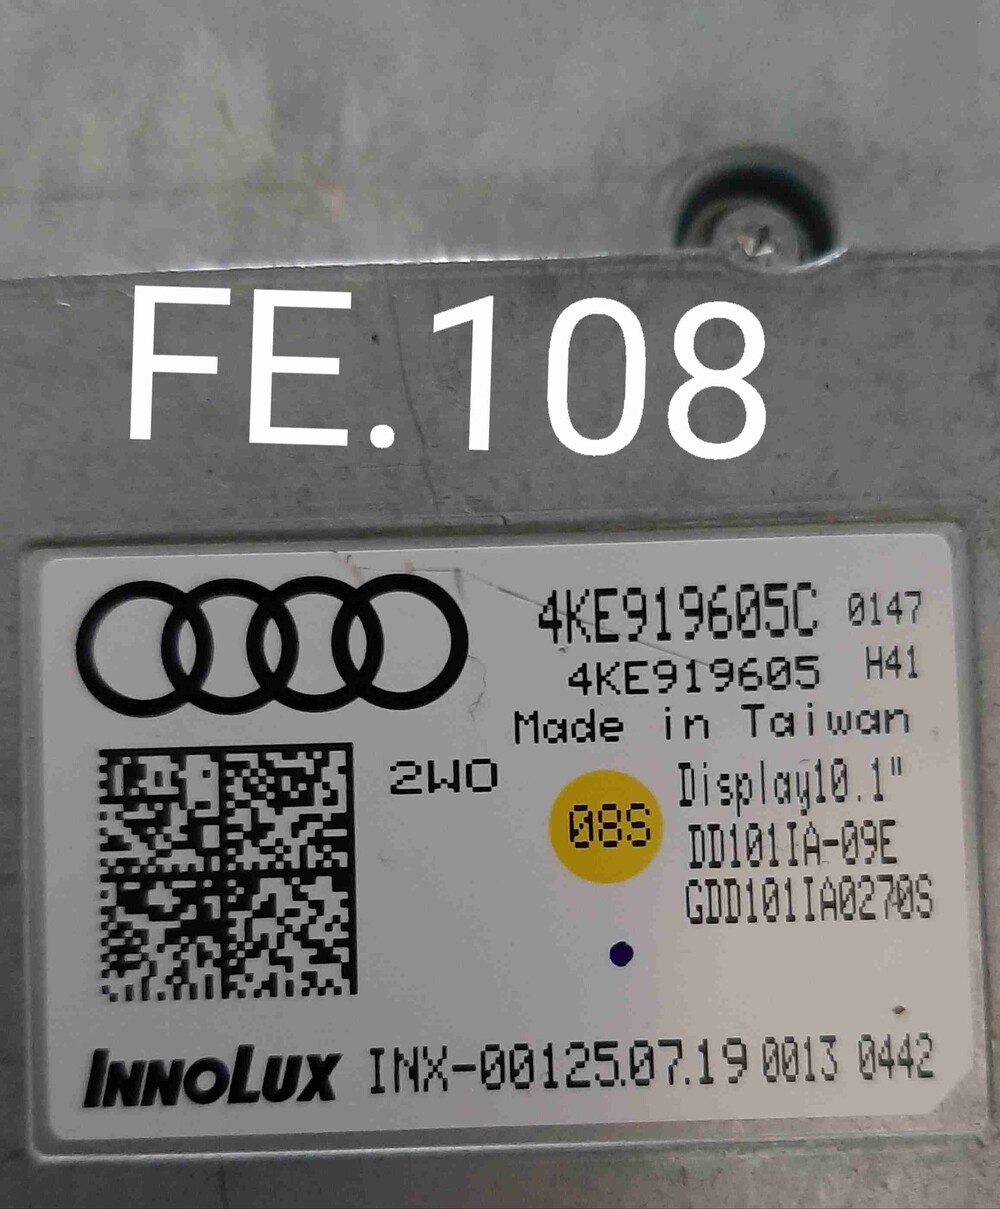 FE.108
4KE919605C 0147
4KE919605 H41
Made in Taiwan
2WO
08S
Display10.1"
DD101IA-09E
GDD101IA0270S
INNOLUX INX-00125.07.19 0013 0442